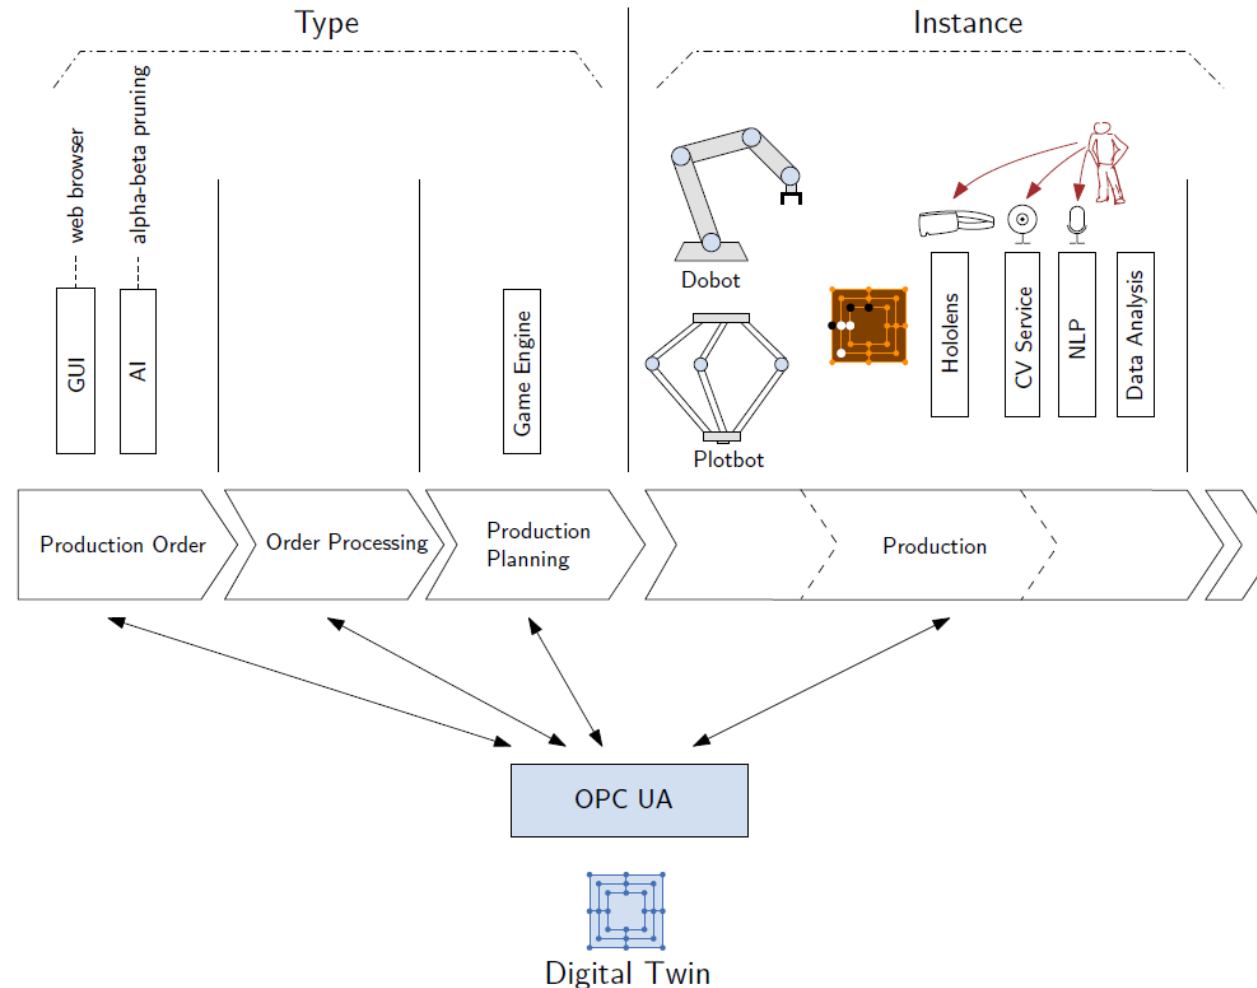 Type
Instance
web browser
alpha-beta pruning
GUI
AI
Game Engine
Dobot
Plotbot
Hololens
CV Service
NLP
Data Analysis
Production Order
Order Processing
Production
Planning
Production
OPC UA
Digital Twin